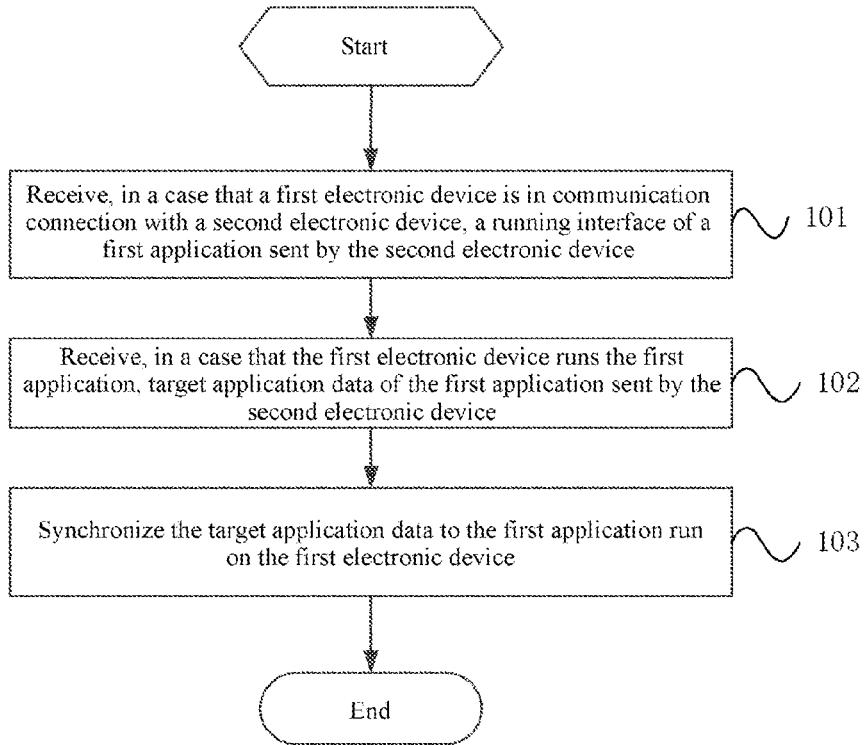 Start
Receive, in a case that a first electronic device is in communication
connection with a second electronic device, a running interface of a
first application sent by the second electronic device
101
Receive, in a case that the first electronic device runs the first
application, target application data of the first application sent by the
second electronic device
102
Synchronize the target application data to the first application run
on the first electronic device
103
End